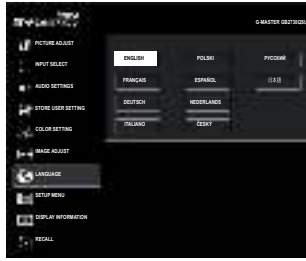 G-MASTER GB2730QSU
PICTURE ADJUST
INPUT SELECT
AUDIO SETTINGS
STORE USER SETTING
COLOR SETTING
IMAGE ADJUST
LANGUAGE
SETUP MENU
DISPLAY INFORMATION
RECALL
ENGLISH POLSKI РУССКИЙ
FRANÇAIS ESPAÑOL 日本語
DEUTSCH NEDERLANDS
ITALIANO ČESKÝ